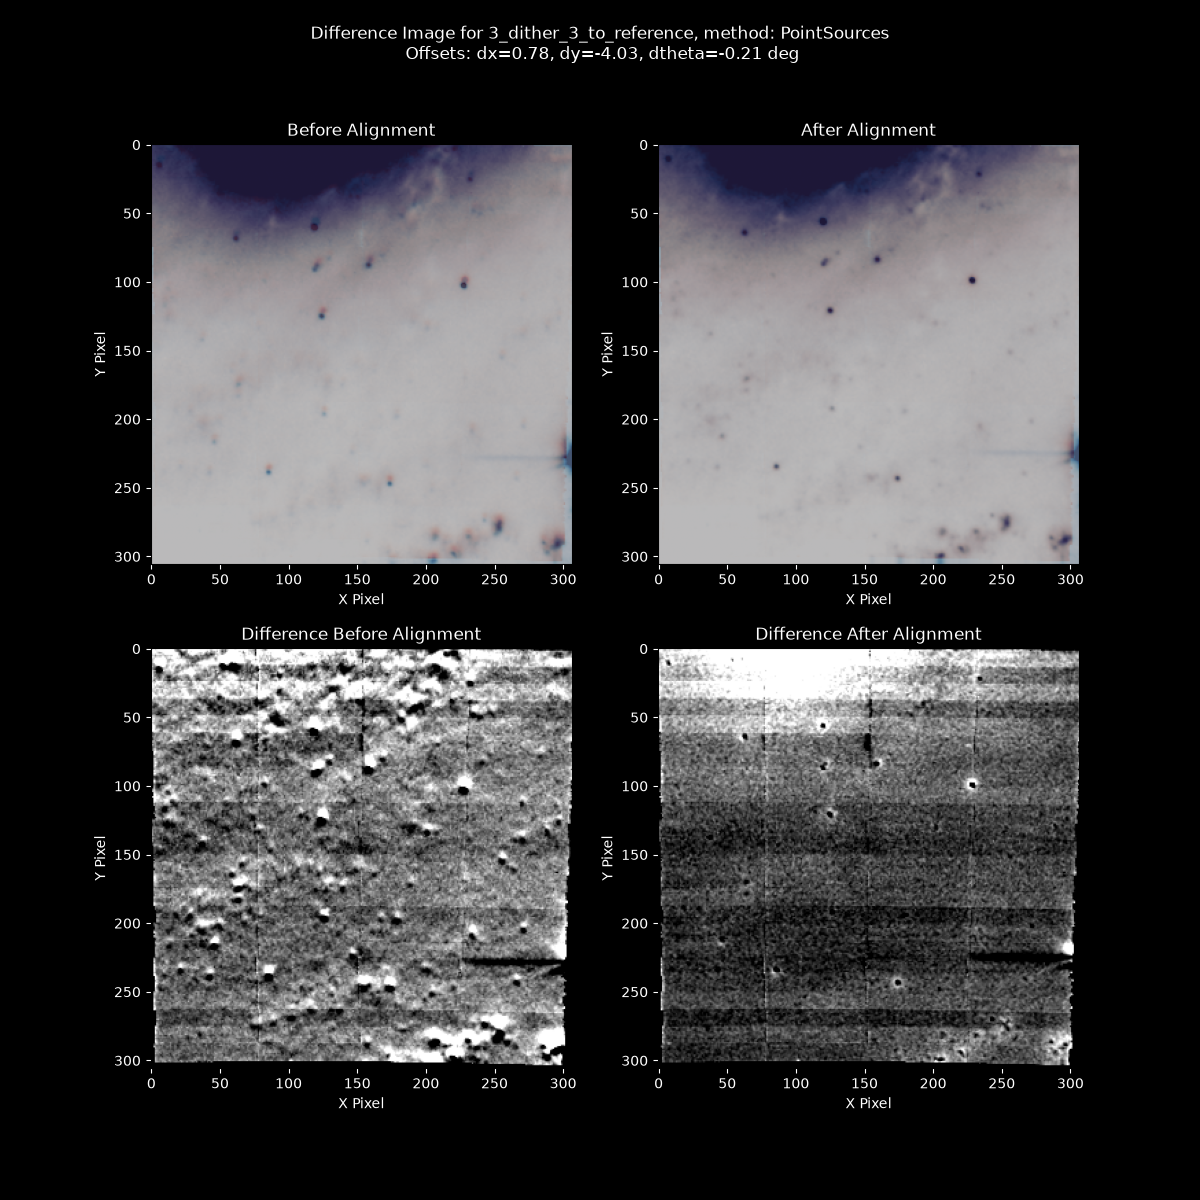 Difference Image for 3_dither_3_to_reference, method: PointSources
Offsets: dx=0.78, dy=-4.03, dtheta=-0.21 deg
Before Alignment
0
50
100
150
200
250
300
Y Pixel
0 50 100 150 200 250 300
X Pixel
After Alignment
0
50
100
150
200
250
300
Y Pixel
0 50 100 150 200 250 300
X Pixel
Difference Before Alignment
0
50
100
150
200
250
300
Y Pixel
0 50 100 150 200 250 300
X Pixel
Difference After Alignment
0
50
100
150
200
250
300
Y Pixel
0 50 100 150 200 250 300
X Pixel